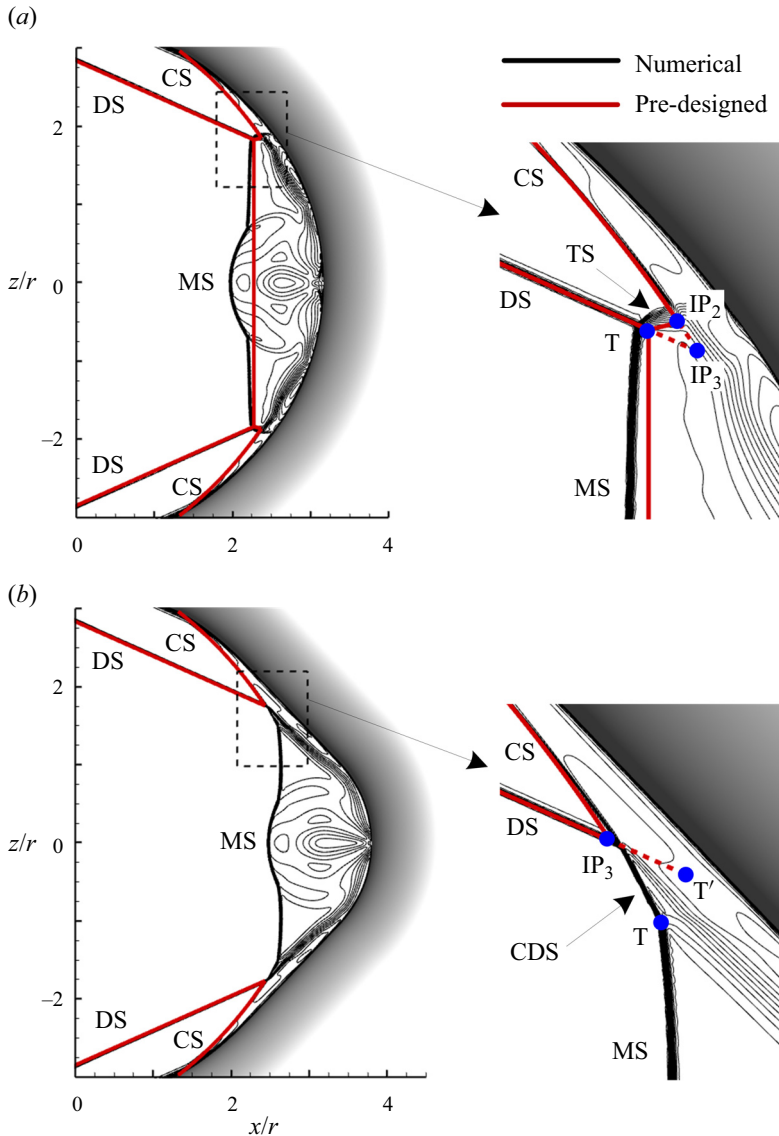 (a)
CS
DS
2
z/r
0
MS
−2
DS
CS
0
2
4
Numerical
Pre-designed
CS
TS
DS
IP2
T
IP3
MS
(b)
CS
DS
2
z/r
0
MS
−2
DS
CS
0
2
4
x/r
CS
DS
IP3
T′
CDS
T
MS